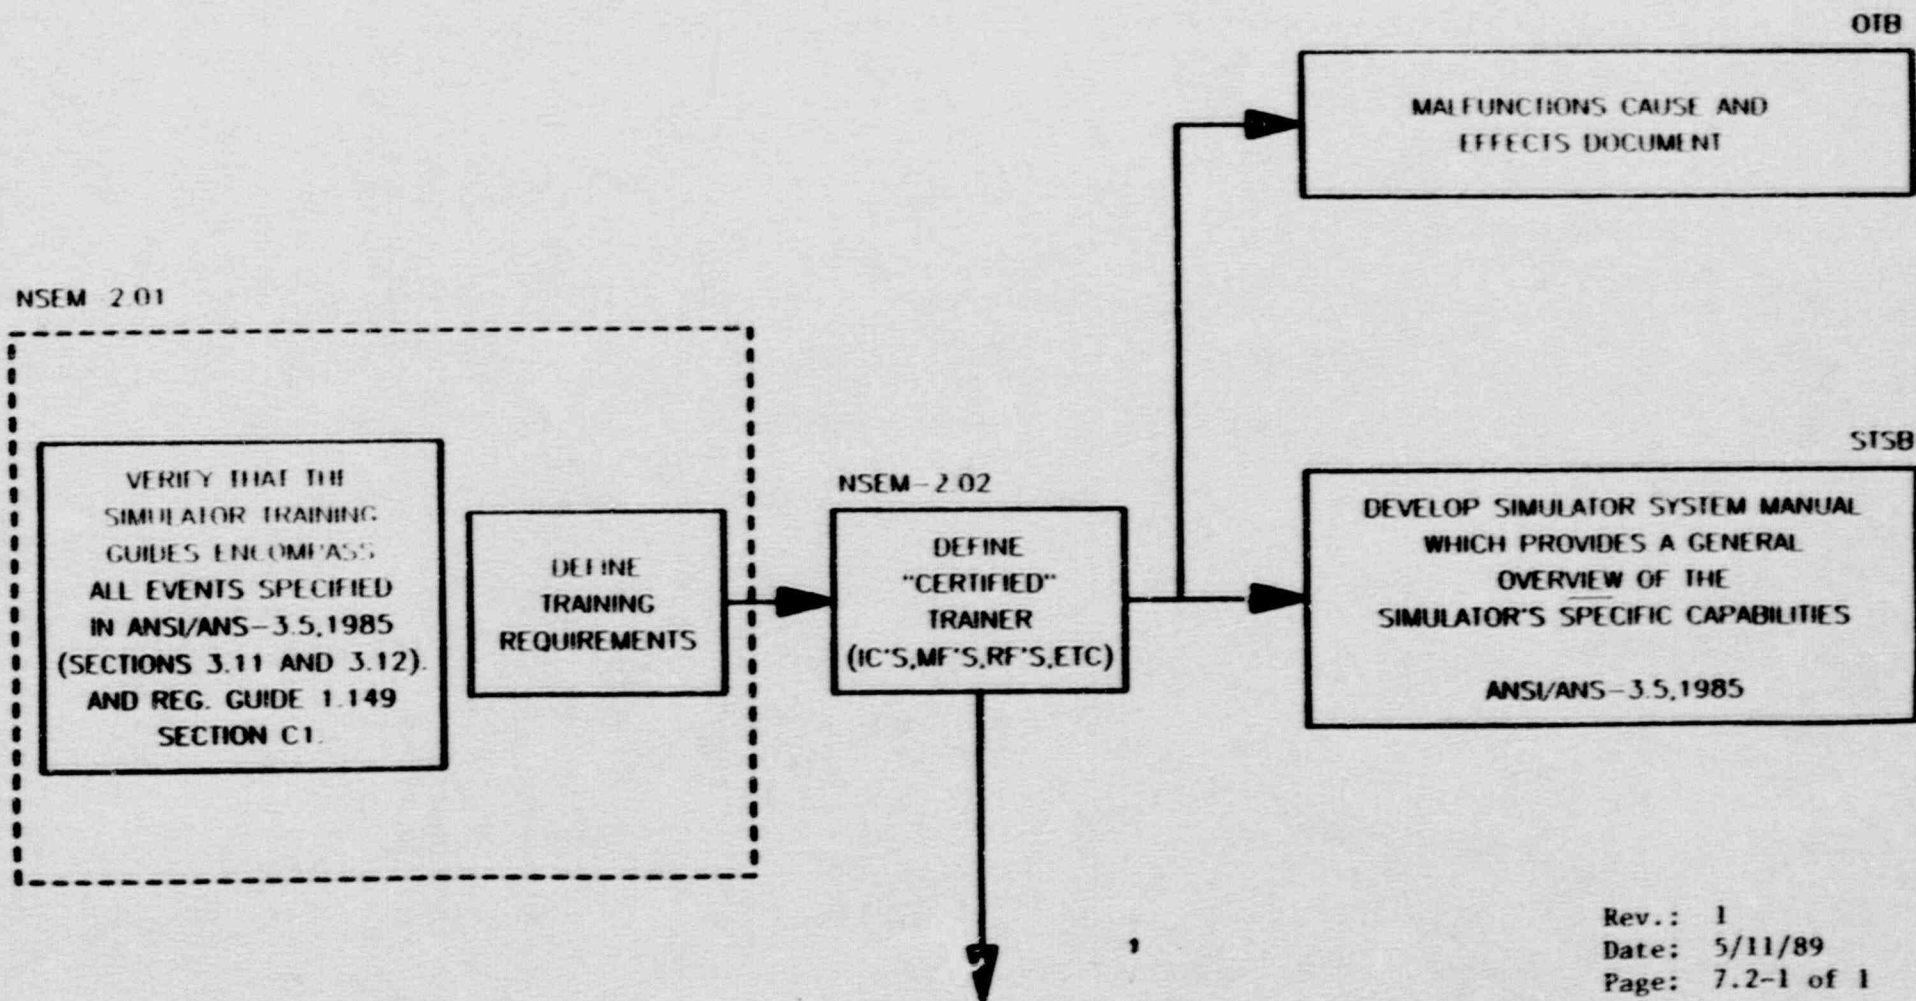 OTB
MALFUNCTIONS CAUSE AND
EFFECTS DOCUMENT
NSEM 2.01
VERIFY THAT THE
SIMULATOR TRAINING
GUIDES ENCOMPASS
ALL EVENTS SPECIFIED
IN ANSI/ANS-3.5,1985
(SECTIONS 3.11 AND 3.12).
AND REG. GUIDE 1.149
SECTION C1.
DEFINE
TRAINING
REQUIREMENTS
NSEM-2.02
DEFINE
"CERTIFIED"
TRAINER
(IC'S,MF'S,RF'S,ETC)
STSB
DEVELOP SIMULATOR SYSTEM MANUAL
WHICH PROVIDES A GENERAL
OVERVIEW OF THE
SIMULATOR'S SPECIFIC CAPABILITIES
ANSI/ANS-3.5,1985
Rev.: 1
Date: 5/11/89
Page: 7.2-1 of 1